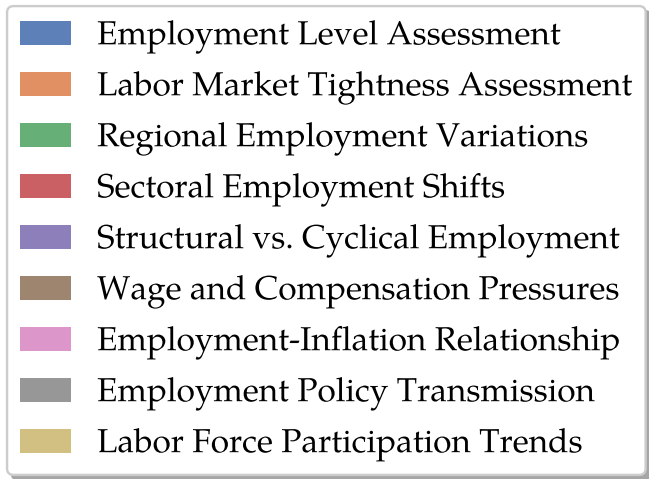 Employment Level Assessment
Labor Market Tightness Assessment
Regional Employment Variations
Sectoral Employment Shifts
Structural vs. Cyclical Employment
Wage and Compensation Pressures
Employment-Inflation Relationship
Employment Policy Transmission
Labor Force Participation Trends